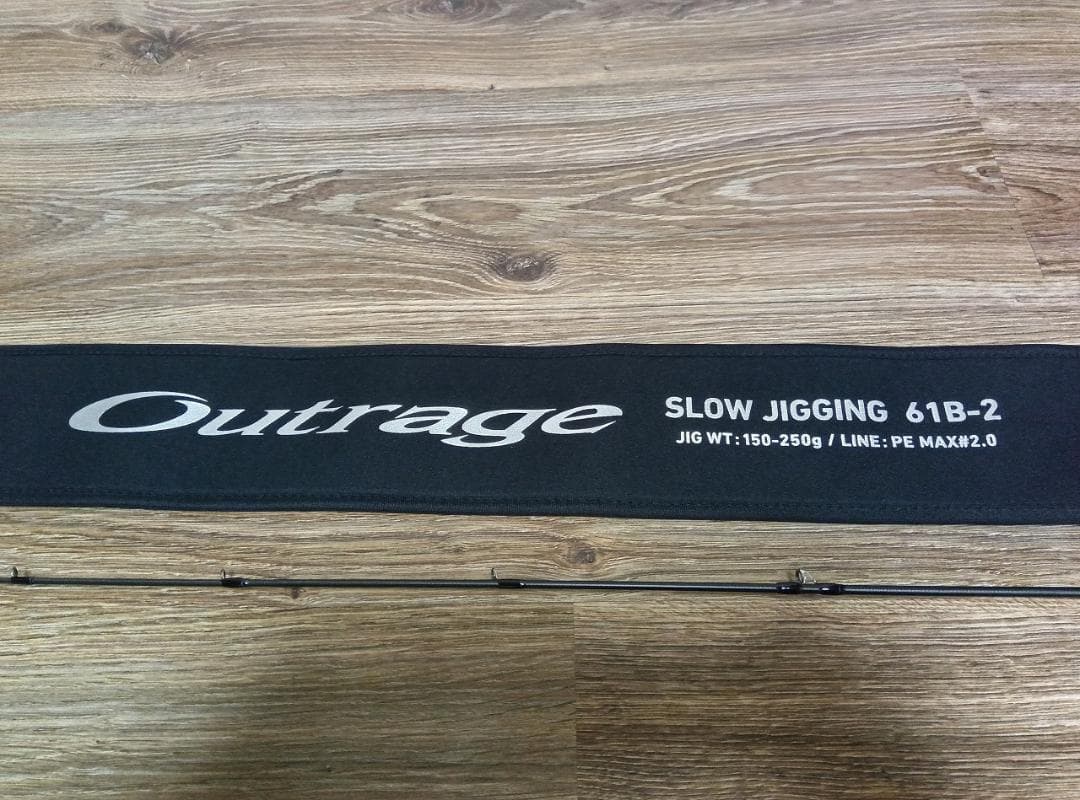 Outrage
SLOW JIGGING 61B-2
JIG WT: 150-250g / LINE: PE MAX#2.0